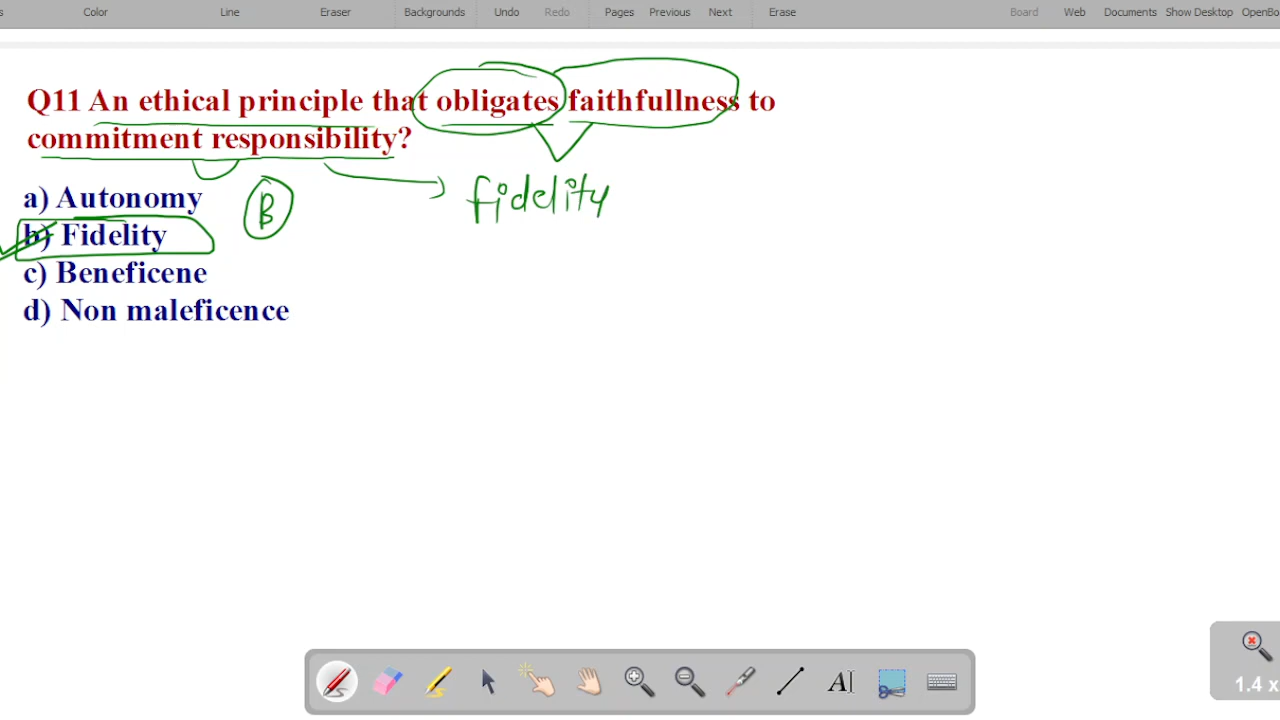 s Color Line Eraser Backgrounds Undo Redo Pages Previous Next Erase Board Web Documents Show Desktop OpenBo
Q11 An ethical principle that obligates faithfullness to
commitment responsibility?
a) Autonomy
B
fidelity
b) Fidelity
c) Beneficene
d) Non maleficence
1.4 x